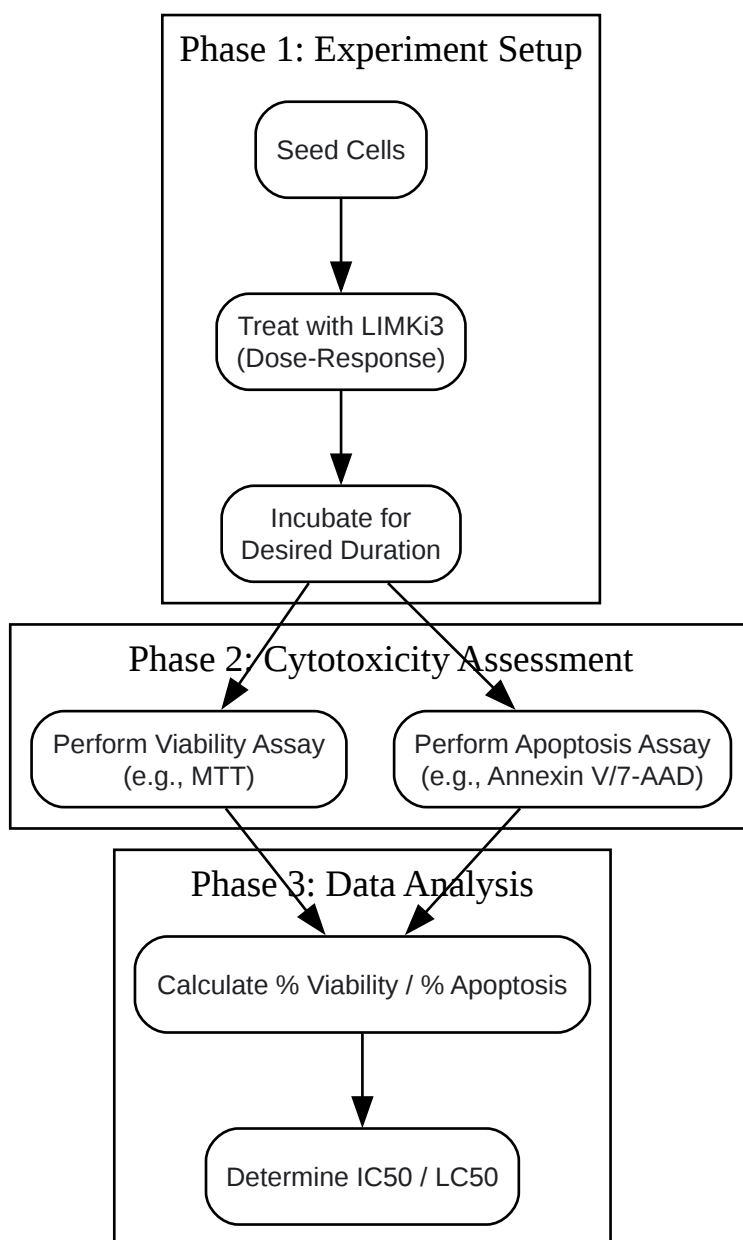 Phase 1: Experiment Setup
Seed Cells
Treat with LIMKi3
(Dose-Response)
Incubate for
Desired Duration
Phase 2: Cytotoxicity Assessment
Perform Viability Assay
(e.g., MTT)
Perform Apoptosis Assay
(e.g., Annexin V/7-AAD)
Phase 3: Data Analysis
Calculate % Viability / % Apoptosis
Determine IC50 / LC50